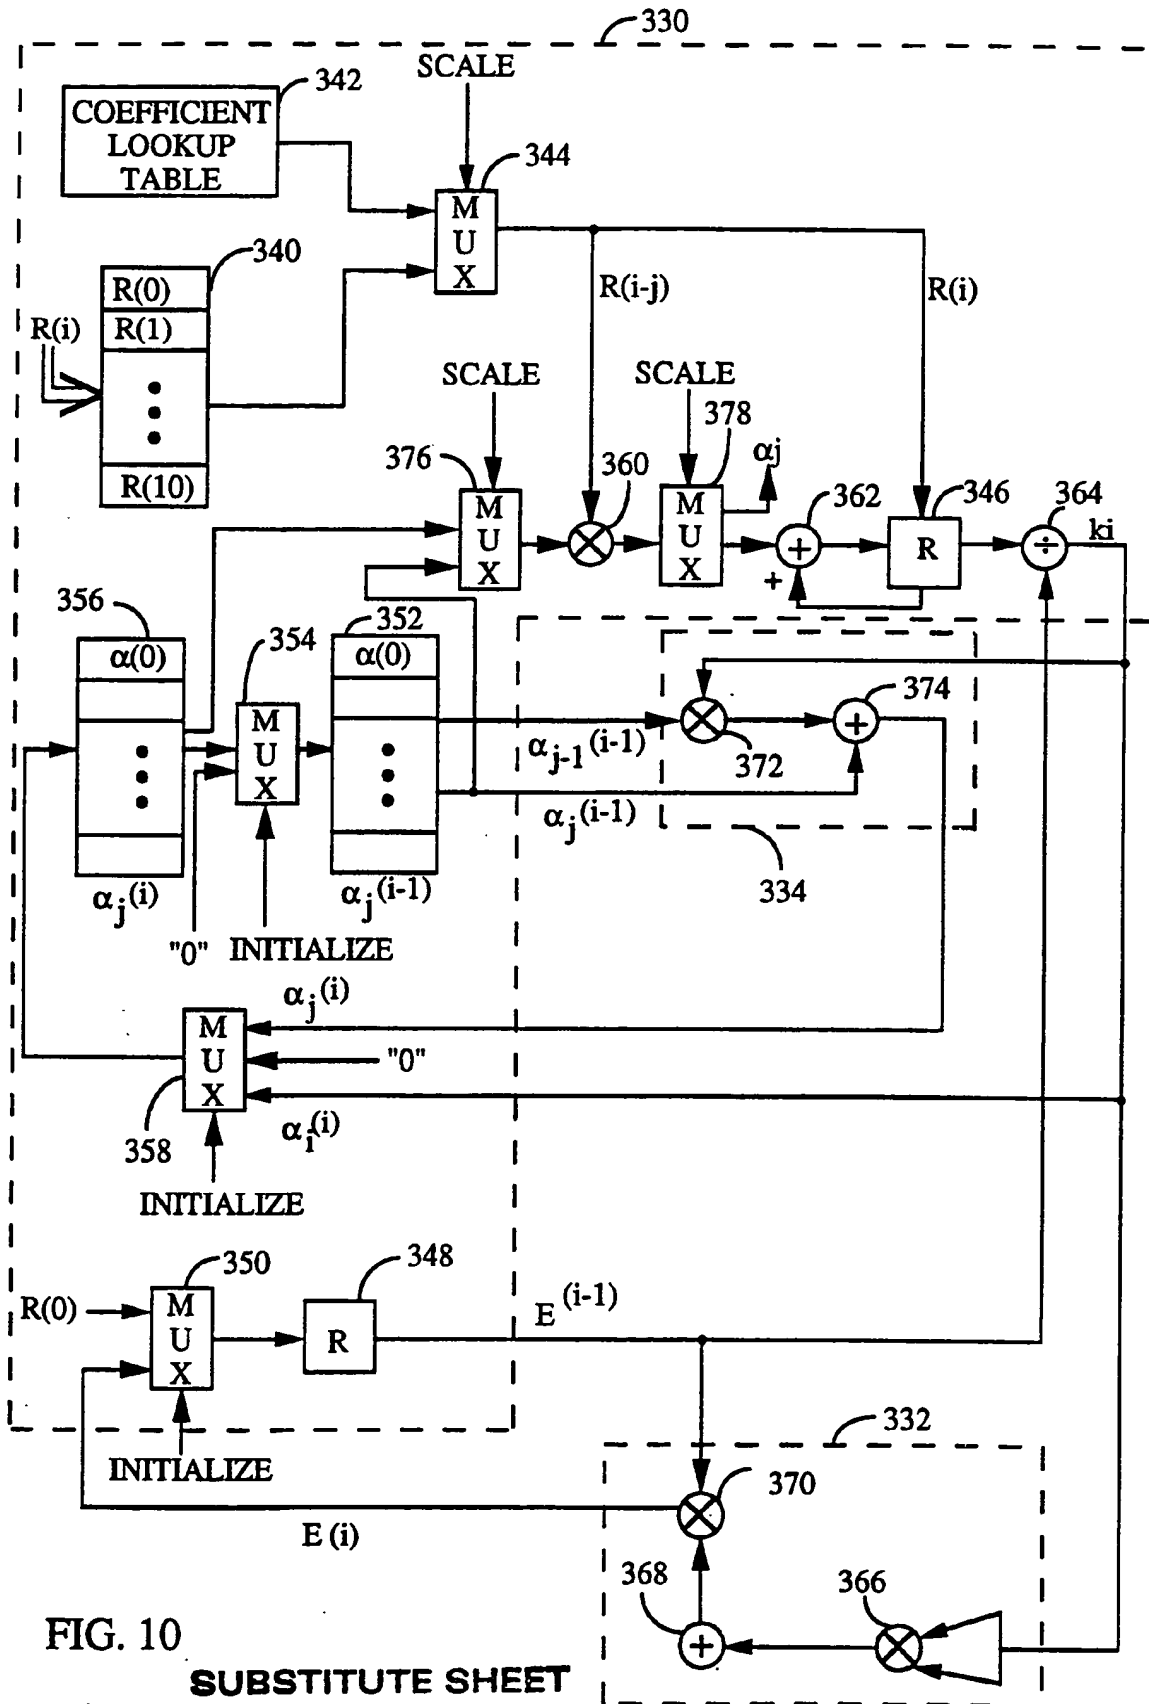 330
SCALE
342
COEFFICIENT
LOOKUP
TABLE
344
M
U
X
340
R(0)
R(1)
R(10)
R(i)
R(i-j)
R(i)
SCALE
SCALE
376
M
U
X
360
378
M
U
X
αj
362
+
+
346
R
364
÷
ki
356
α(0)
αj(i)
354
M
U
X
"0"
INITIALIZE
352
α(0)
αj(i-1)
αj-1(i-1)
αj(i-1)
372
374
+
334
αj(i)
M
U
X
"0"
αi(i)
358
INITIALIZE
350
R(0)
M
U
X
348
R
E(i-1)
INITIALIZE
332
370
E(i)
368
+
366
FIG. 10
SUBSTITUTE SHEET